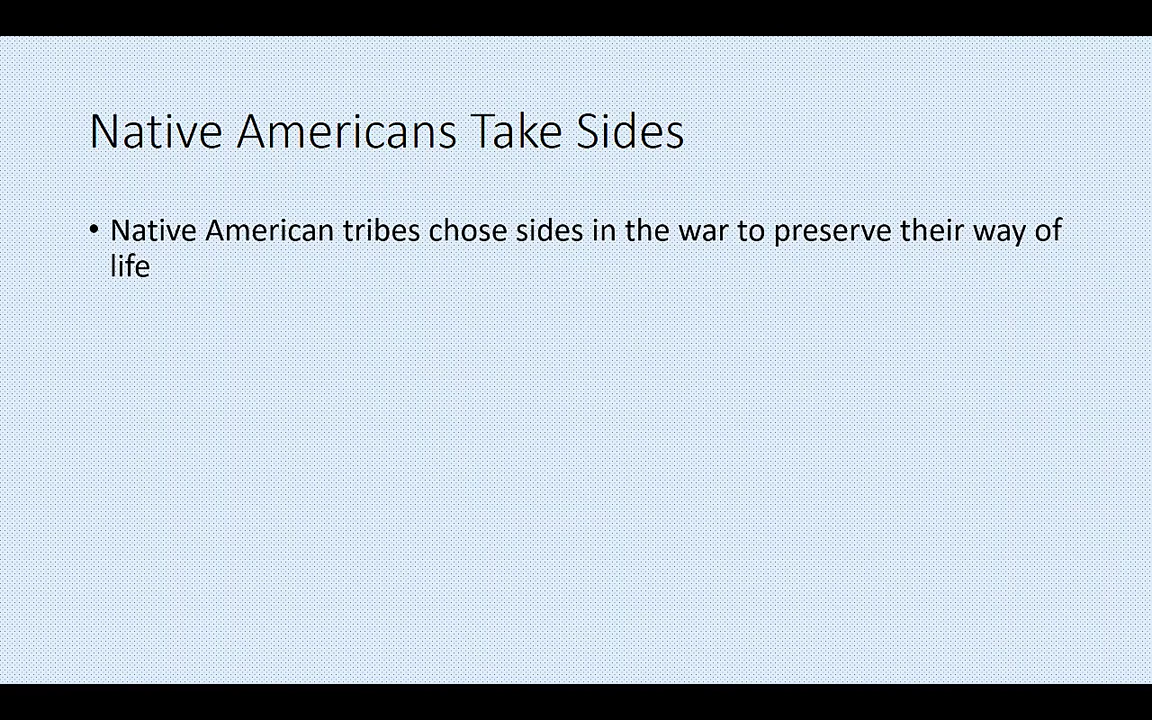 Native Americans Take Sides
• Native American tribes chose sides in the war to preserve their way of
life